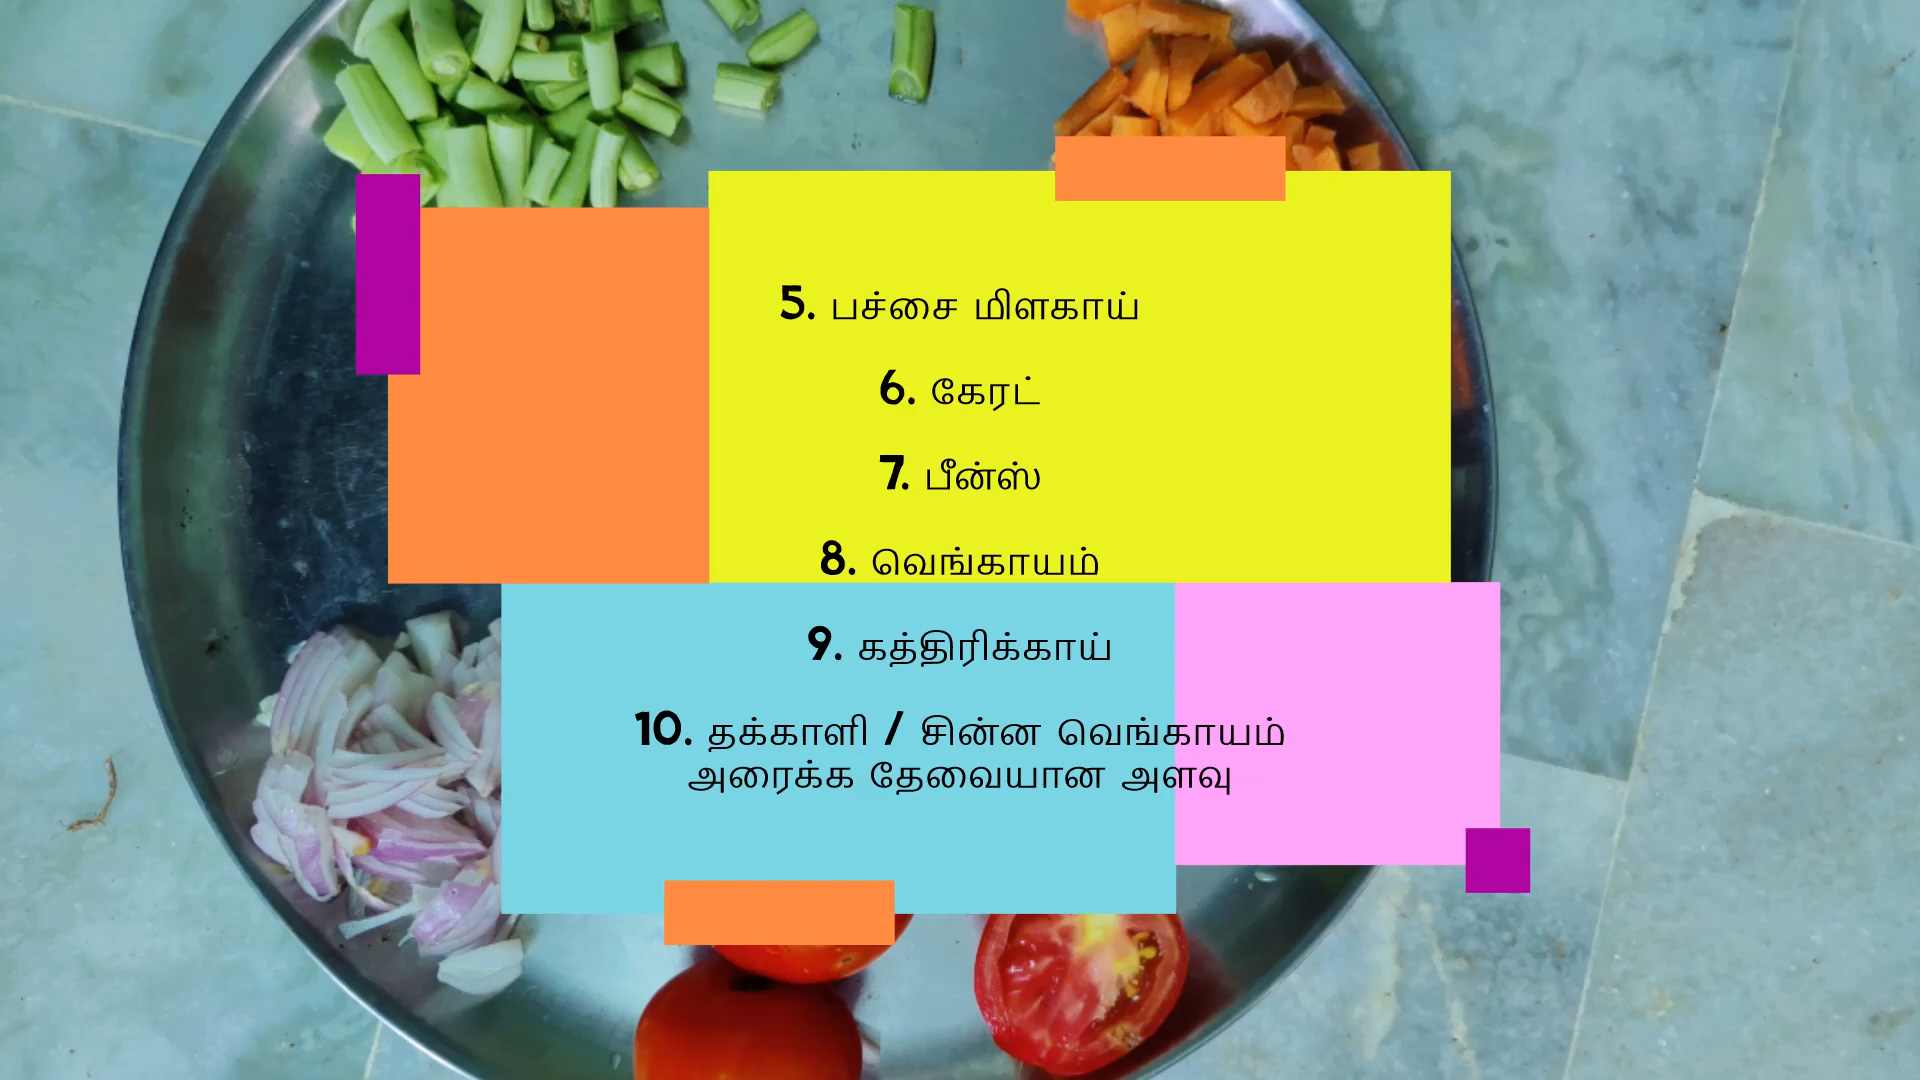 5. பச்சை மிளகாய்
6. கேரட்
7. பீன்ஸ்
8. வெங்காயம்
9. கத்திரிக்காய்
10. தக்காளி / சின்ன வெங்காயம்
அரைக்க தேவையான அளவு